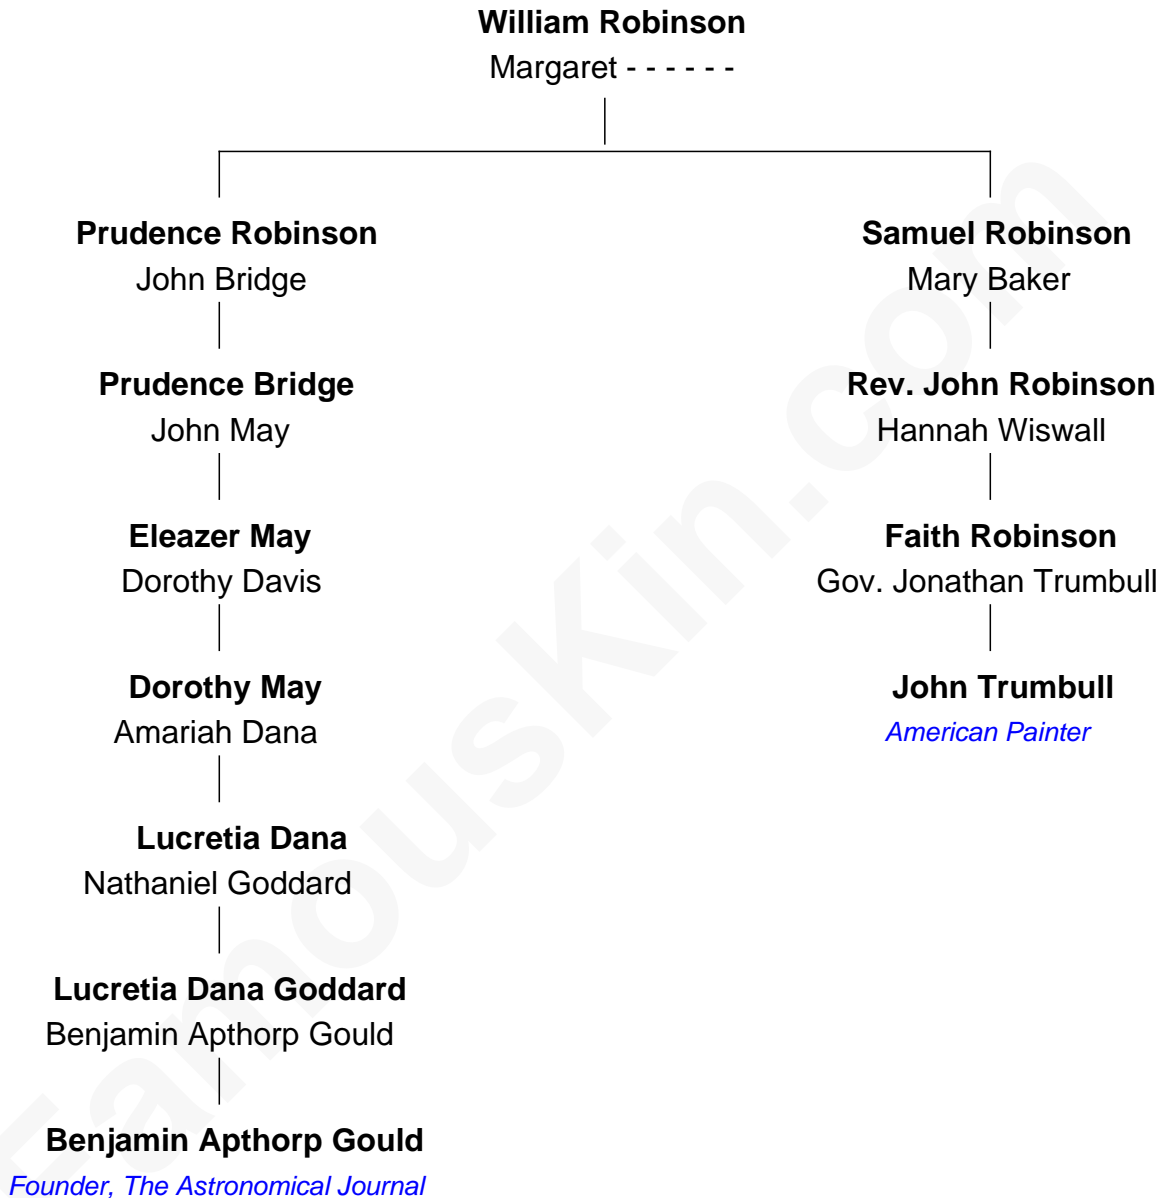 William Robinson
Margaret - - - - - -
Prudence Robinson
John Bridge
Samuel Robinson
Mary Baker
Prudence Bridge
John May
Rev. John Robinson
Hannah Wiswall
Eleazer May
Dorothy Davis
Faith Robinson
Gov. Jonathan Trumbull
Dorothy May
Amariah Dana
John Trumbull
American Painter
Lucretia Dana
Nathaniel Goddard
Lucretia Dana Goddard
Benjamin Apthorp Gould
Benjamin Apthorp Gould
Founder, The Astronomical Journal
FamousKin.com